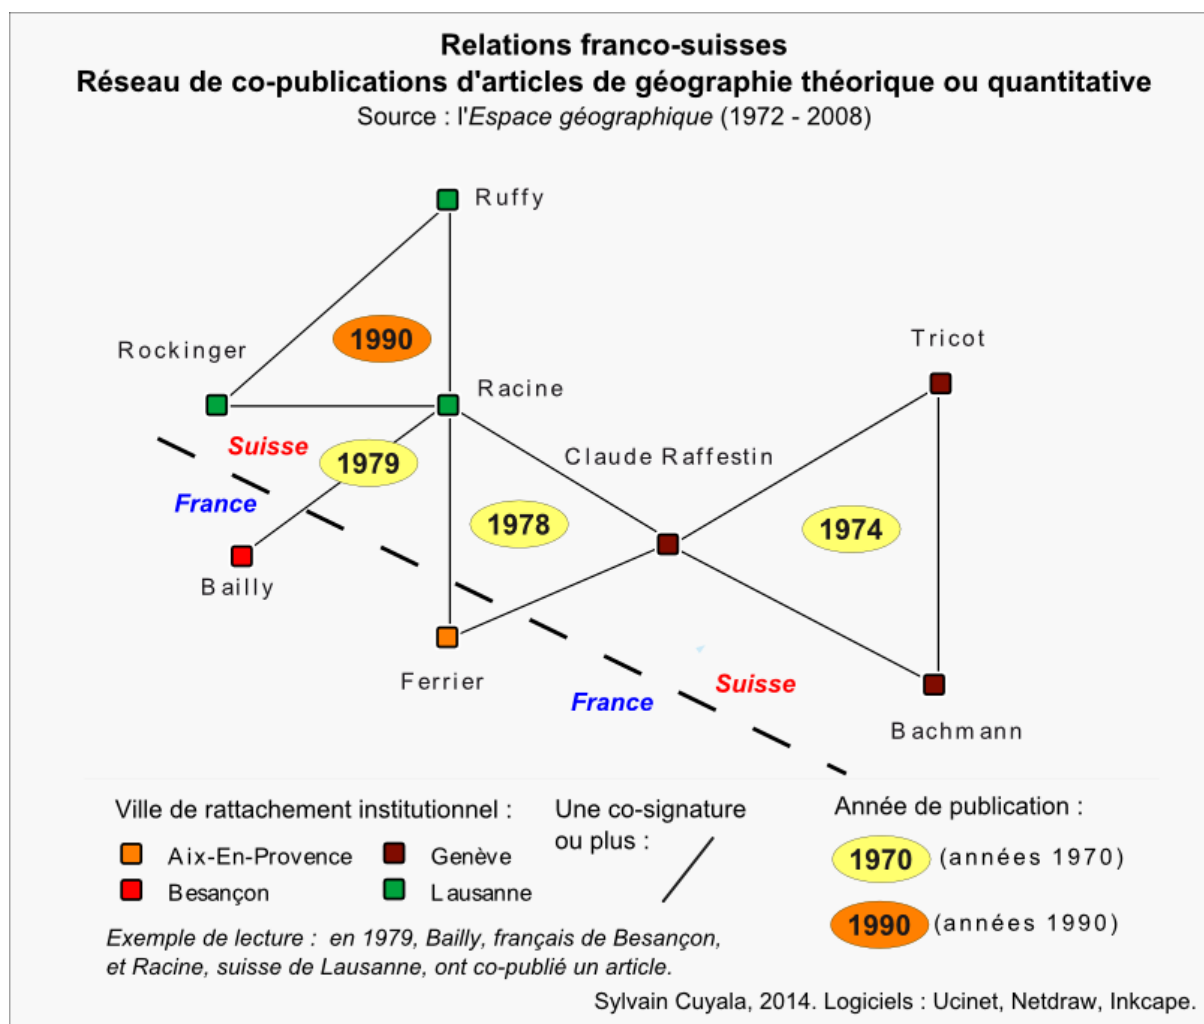 Relations franco-suisses
Réseau de co-publications d'articles de géographie théorique ou quantitative
Source : l'Espace géographique (1972 - 2008)
Ruffy
1990
Rockinger
Tricot
Racine
Suisse
1979
Claude Raffestin
France
1978
1974
Bailly
Ferrier
France
Suisse
Bachmann
Ville de rattachement institutionnel :
Aix-En-Provence
Genève
Besançon
Lausanne
Une co-signature
ou plus :
Année de publication :
1970 (années 1970)
1990 (années 1990)
Exemple de lecture : en 1979, Bailly, français de Besançon,
et Racine, suisse de Lausanne, ont co-publié un article.
Sylvain Cuyala, 2014. Logiciels : Ucinet, Netdraw, Inkcape.